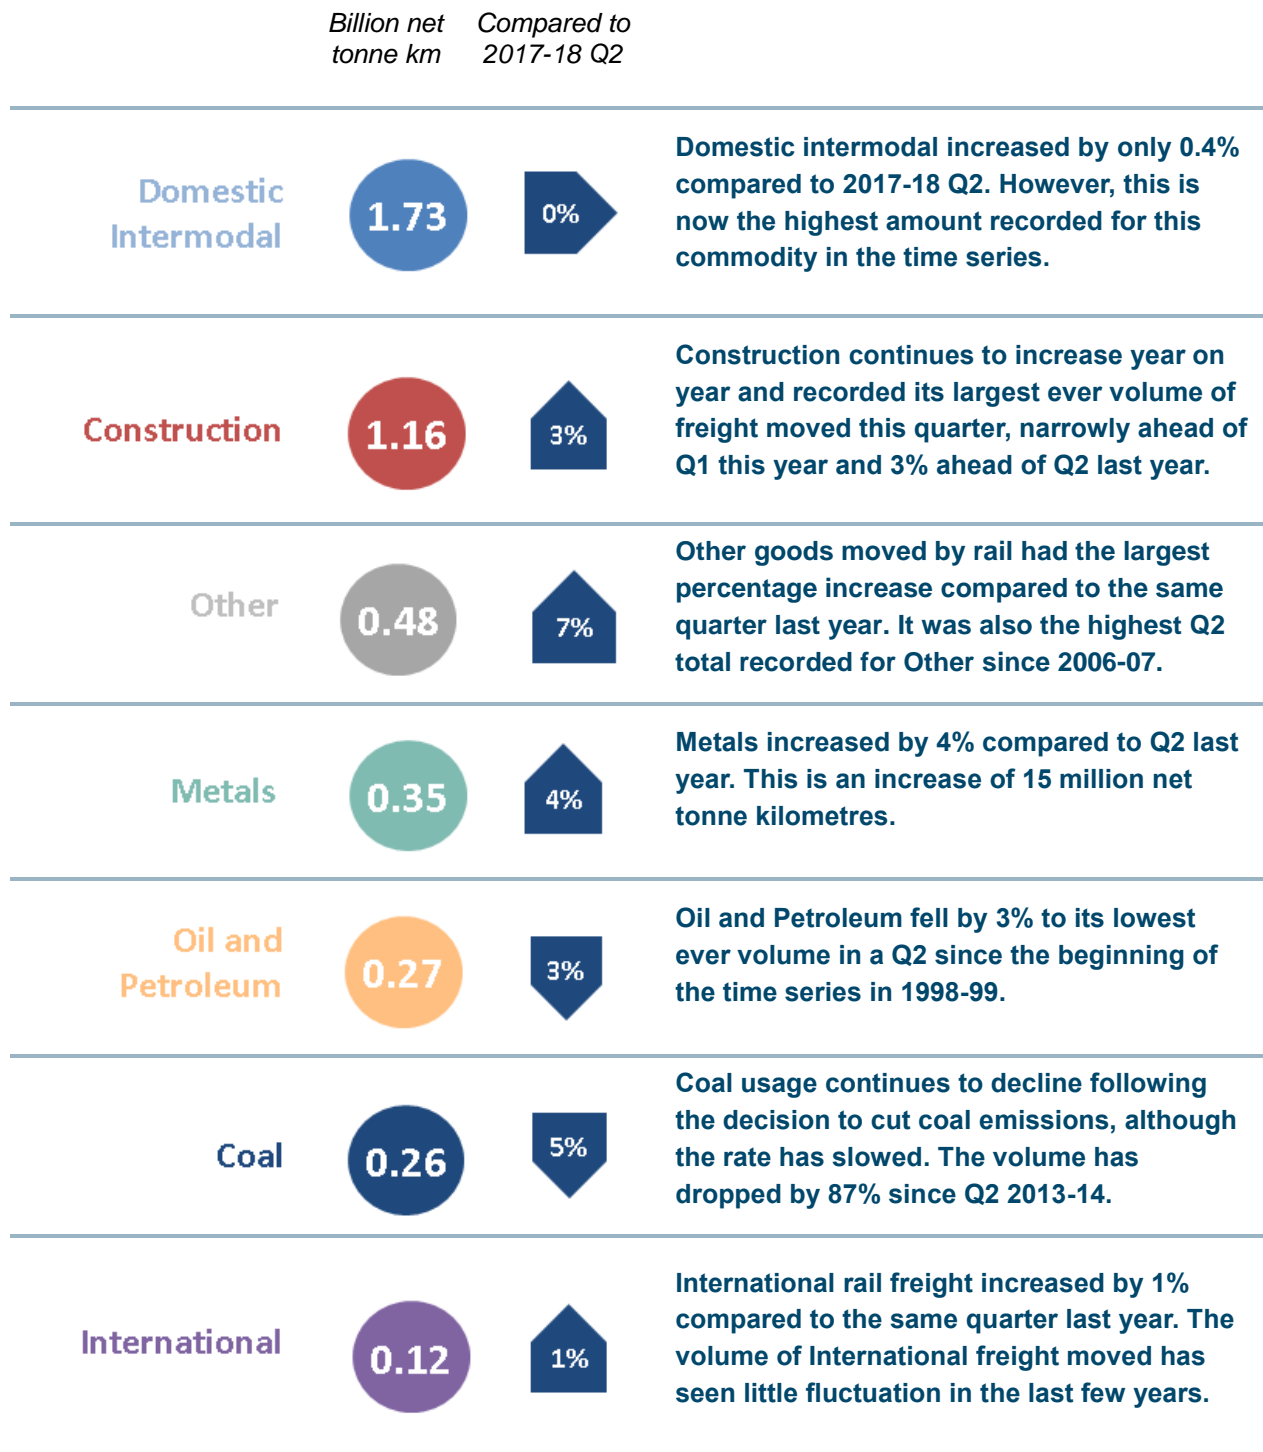 Billion net
tonne km
Compared to
2017-18 Q2
Domestic
Intermodal
1.73
0%
Domestic intermodal increased by only 0.4%
compared to 2017-18 Q2. However, this is
now the highest amount recorded for this
commodity in the time series.
Construction
1.16
3%
Construction continues to increase year on
year and recorded its largest ever volume of
freight moved this quarter, narrowly ahead of
Q1 this year and 3% ahead of Q2 last year.
Other
0.48
7%
Other goods moved by rail had the largest
percentage increase compared to the same
quarter last year. It was also the highest Q2
total recorded for Other since 2006-07.
Metals
0.35
4%
Metals increased by 4% compared to Q2 last
year. This is an increase of 15 million net
tonne kilometres.
Oil and
Petroleum
0.27
3%
Oil and Petroleum fell by 3% to its lowest
ever volume in a Q2 since the beginning of
the time series in 1998-99.
Coal
0.26
5%
Coal usage continues to decline following
the decision to cut coal emissions, although
the rate has slowed. The volume has
dropped by 87% since Q2 2013-14.
International
0.12
1%
International rail freight increased by 1%
compared to the same quarter last year. The
volume of International freight moved has
seen little fluctuation in the last few years.